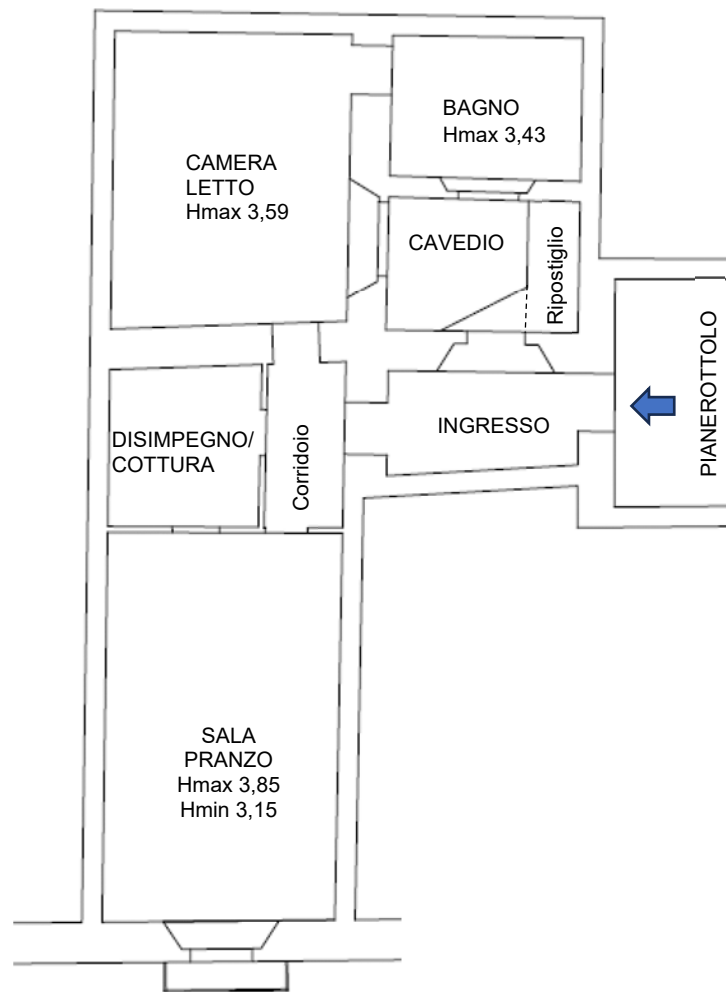 BAGNO
Hmax 3,43
CAMERA
LETTO
Hmax 3,59
CAVEDIO
Ripostiglio
PIANEROTTOLO
INGRESSO
DISIMPEGNO/
COTTURA
Corridoio
SALA
PRANZO
Hmax 3,85
Hmin 3,15